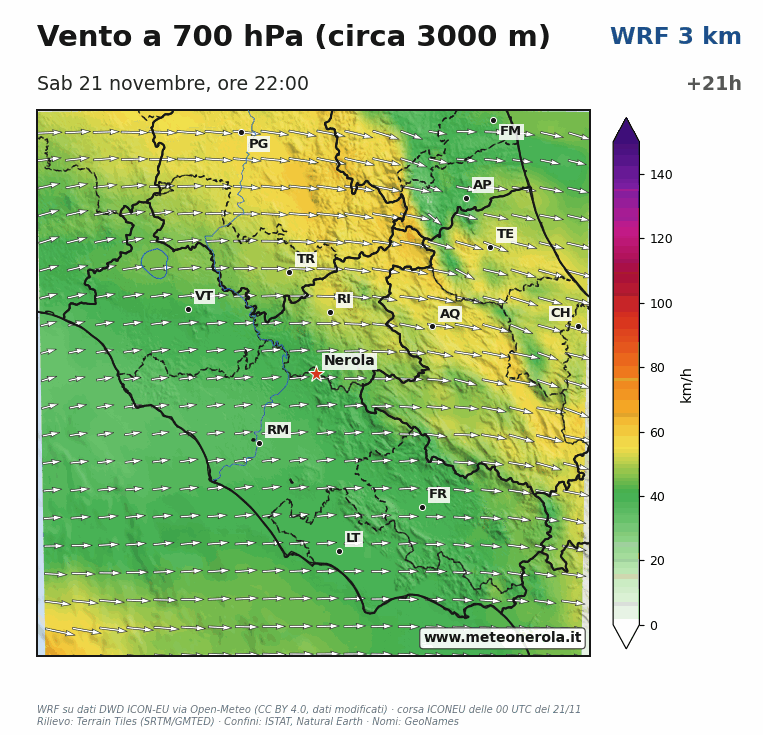 Vento a 700 hPa (circa 3000 m)
WRF 3 km
Sab 21 novembre, ore 22:00
+21h
FM
PG
AP
TE
TR
VT
RI
AQ
CH
Nerola
RM
FR
LT
www.meteonerola.it
140
120
100
80
60
40
20
0
km/h
WRF su dati DWD ICON-EU via Open-Meteo (CC BY 4.0, dati modificati) · corsa ICONEU delle 00 UTC del 21/11
Rilievo: Terrain Tiles (SRTM/GMTED) · Confini: ISTAT, Natural Earth · Nomi: GeoNames